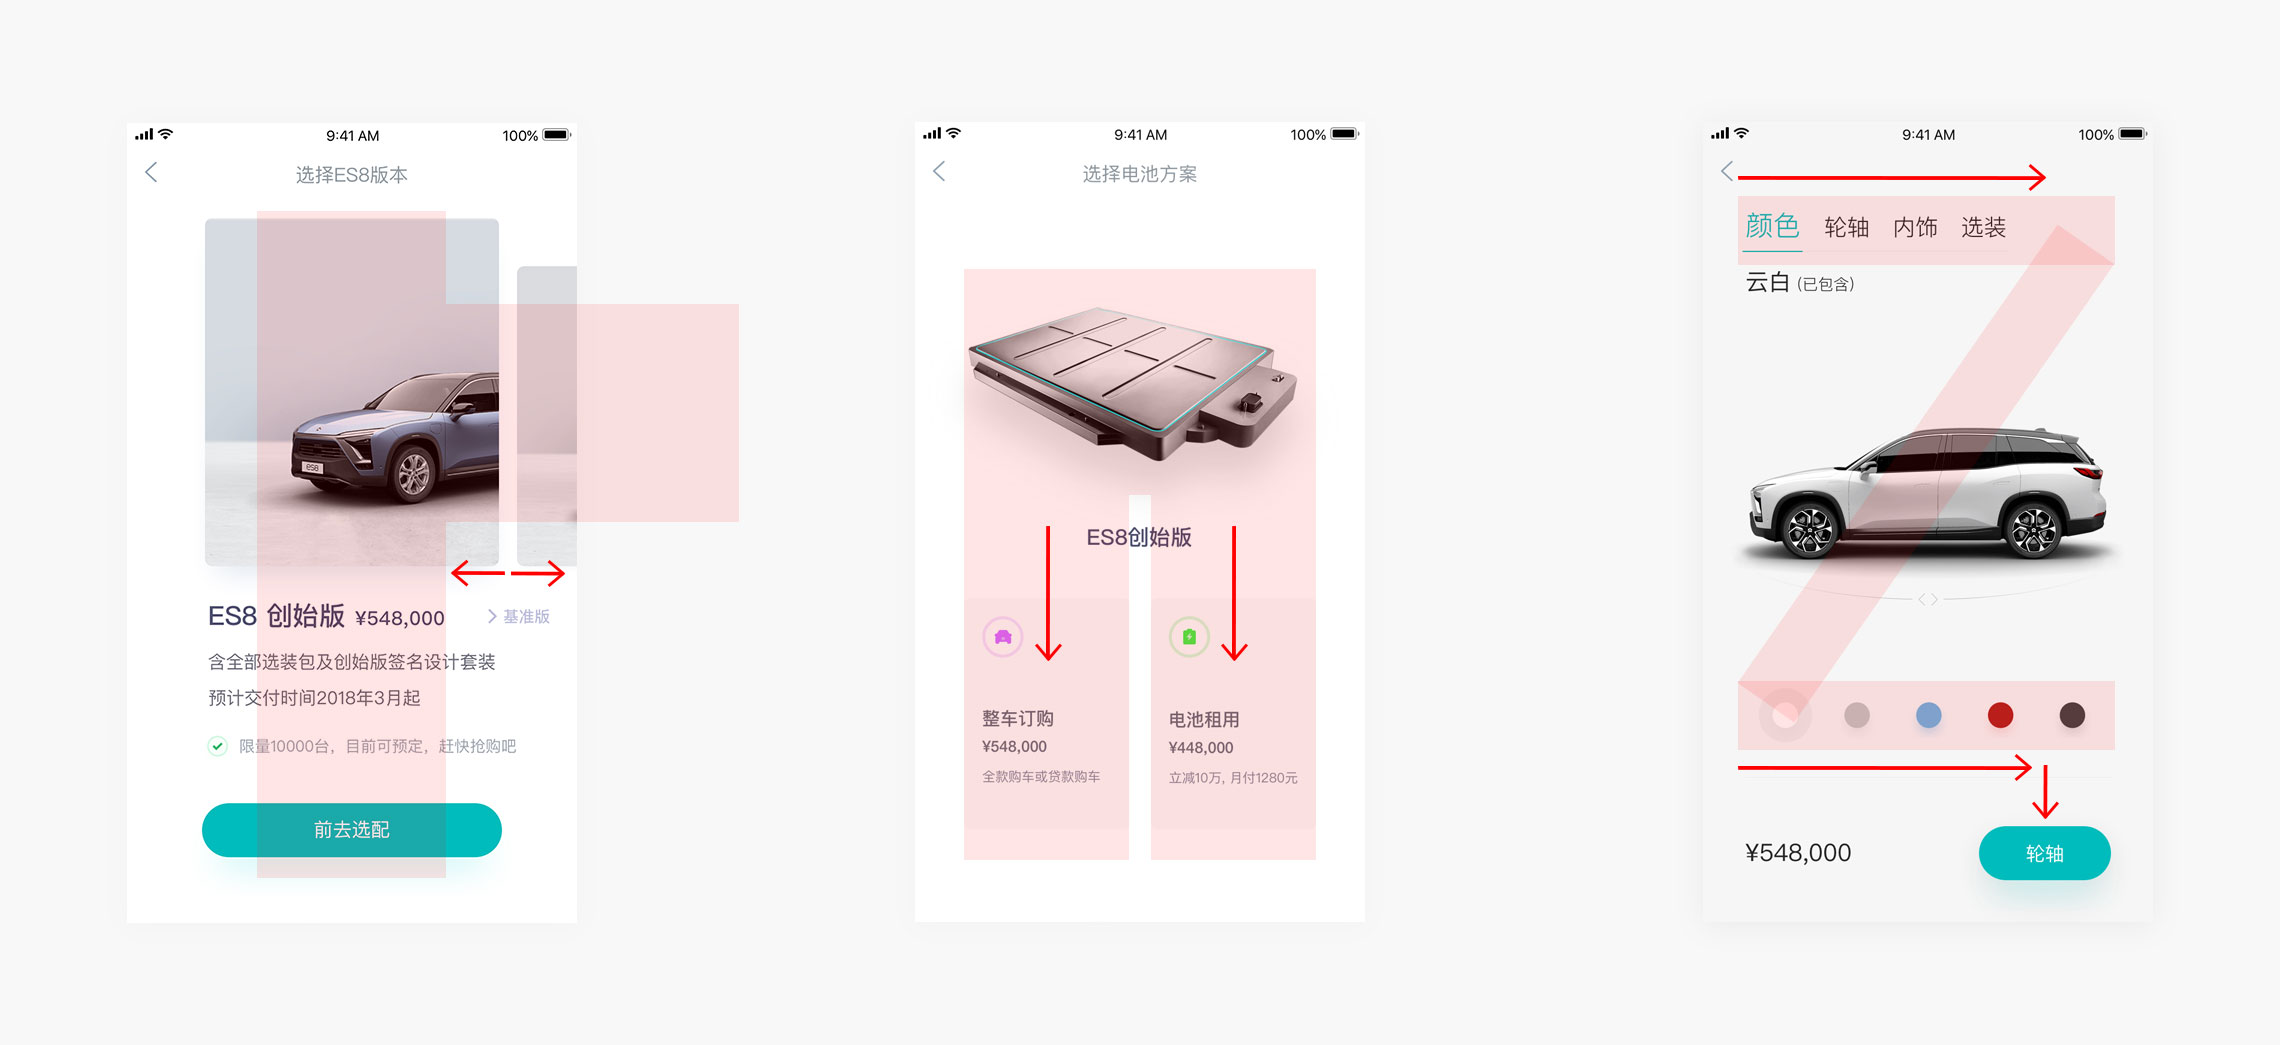 9:41 AM
100%
选择ES8版本
es8
ES8 创始版 ¥548,000
基准版
含全部选装包及创始版签名设计套装
预计交付时间2018年3月起
限量10000台，目前可预定，赶快抢购吧
前去选配
9:41 AM
100%
选择电池方案
ES8创始版
整车订购
¥548,000
全款购车或贷款购车
电池租用
¥448,000
立减10万, 月付1280元
9:41 AM
100%
颜色 轮轴 内饰 选装
云白 (已包含)
¥548,000
轮轴